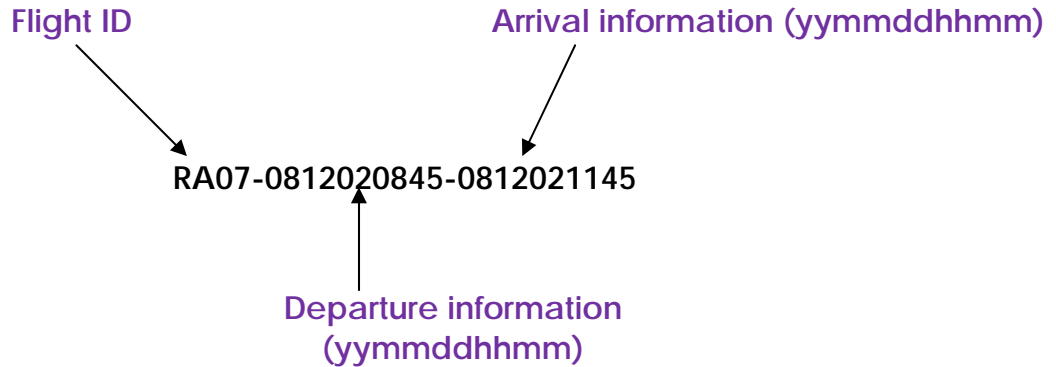 Flight ID
Arrival information (yymmddhhmm)
RA07-0812020845-0812021145
Departure information
(yymmddhhmm)